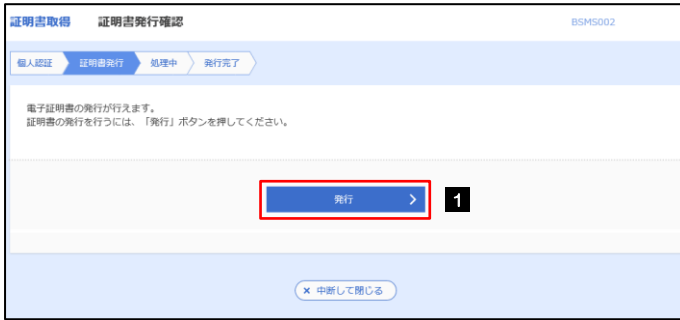 証明書取得 証明書発行確認 BSMS002
個人認証 証明書発行 処理中 発行完了
電子証明書の発行が行えます。
証明書の発行を行うには、「発行」ボタンを押してください。
発行 1
× 中断して閉じる